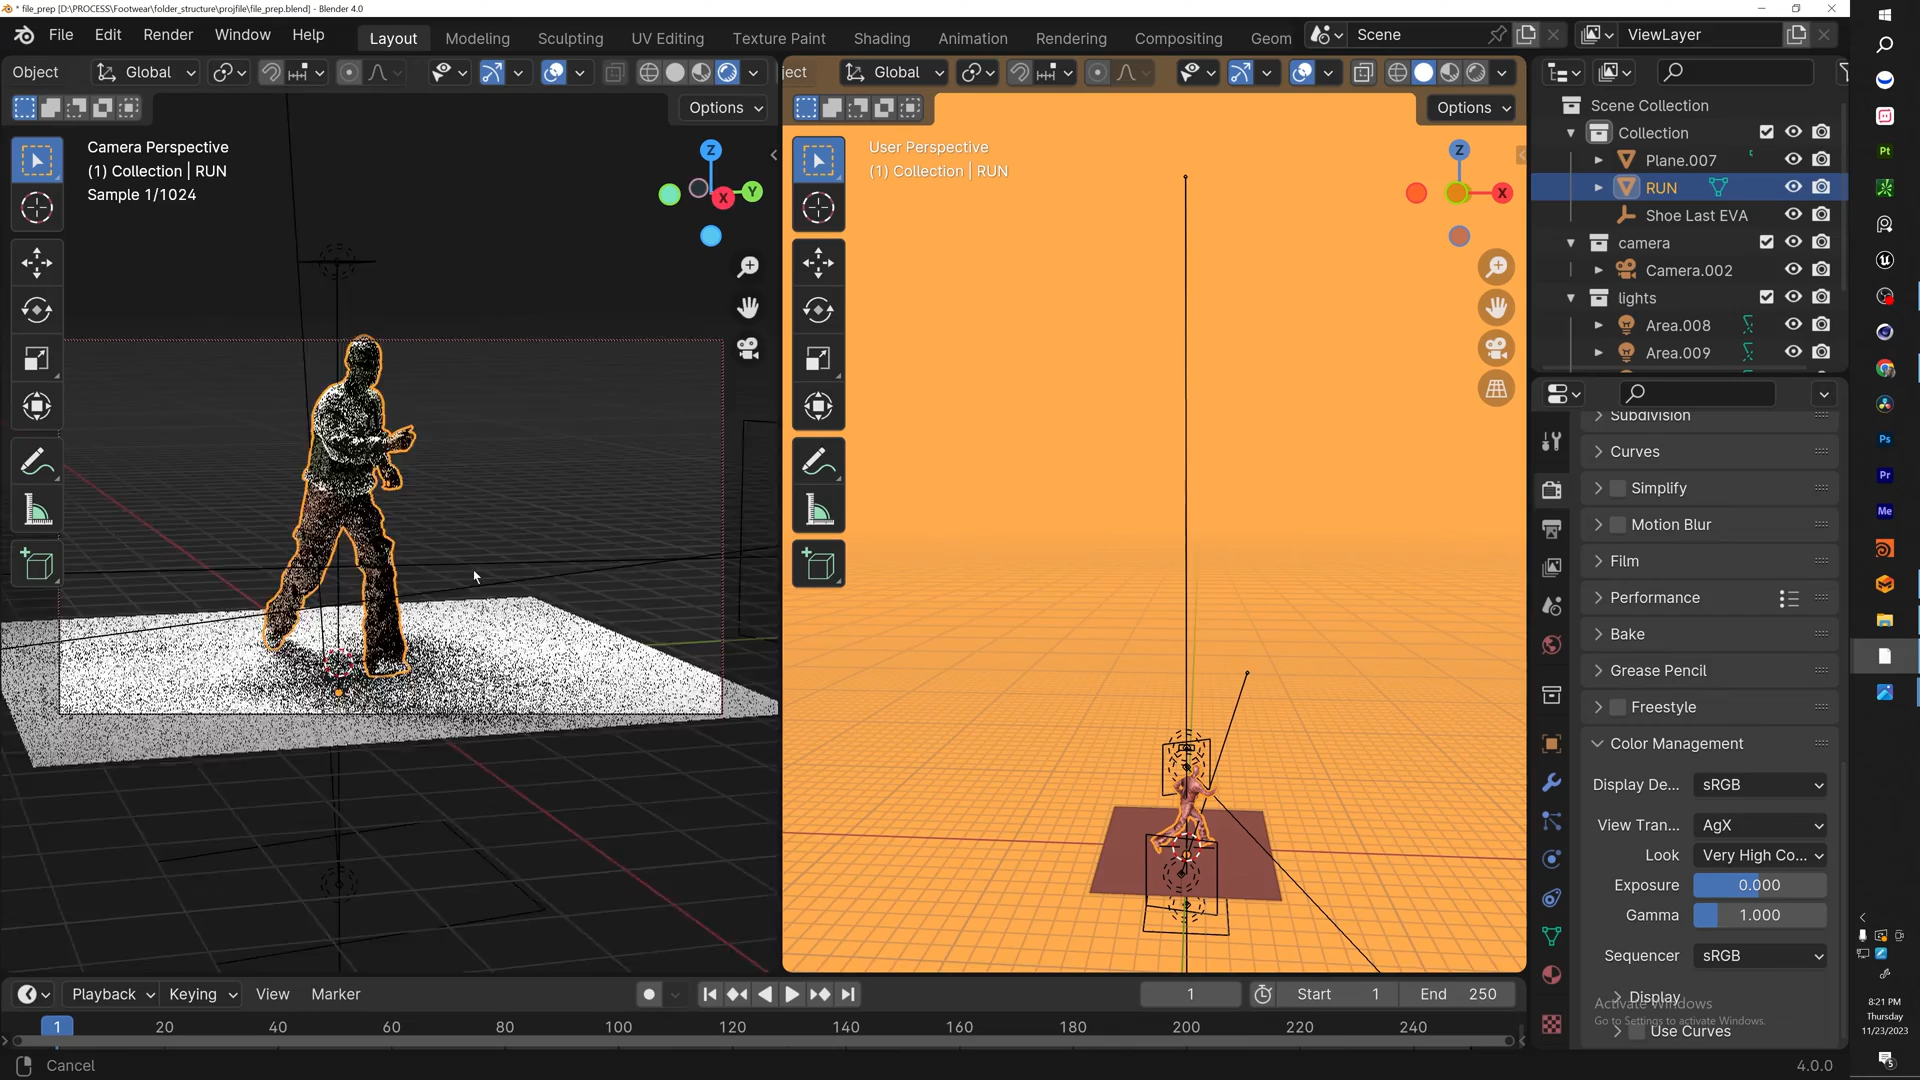 * file_prep [D:\PROCESS\Footwear\folder_structure\projfile\file_prep.blend] - Blender 4.0
File Edit Render Window Help Layout Modeling Sculpting UV Editing Texture Paint Shading Animation Rendering Compositing Geom Scene ViewLayer
Object Global ject Global
Options Options
Camera Perspective
(1) Collection | RUN
Sample 1/1024
Z
Y
X
User Perspective
(1) Collection | RUN
Z
X
Scene Collection
Collection
Plane.007
RUN
Shoe Last EVA
camera
Camera.002
lights
Area.008
Area.009
Subdivision
Curves
Simplify
Motion Blur
Film
Performance
Bake
Grease Pencil
Freestyle
Color Management
Display De... sRGB
View Tran... AgX
Look Very High Co...
Exposure 0.000
Gamma 1.000
Sequencer sRGB
Display
Use Curves
Activate Windows
Go to Settings to activate Windows.
Playback Keying View Marker 1 Start 1 End 250
1 20 40 60 80 100 120 140 160 180 200 220 240
Cancel 4.0.0
Pt
Ps
Pr
Me
8:21 PM
Thursday
11/23/2023
5